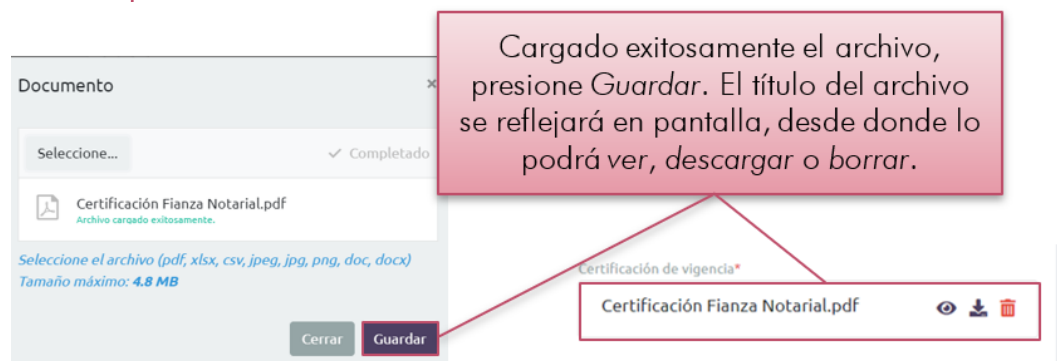 Cargado exitosamente el archivo,
presione Guardar. El título del archivo
se reflejará en pantalla, desde donde lo
podrá ver, descargar o borrar.
Documento ×
Seleccione... ✓ Completado
Certificación Fianza Notarial.pdf
Archivo cargado exitosamente.
Seleccione el archivo (pdf, xlsx, csv, jpeg, jpg, png, doc, docx)
Tamaño máximo: 4.8 MB
Cerrar Guardar
Certificación de vigencia*
Certificación Fianza Notarial.pdf